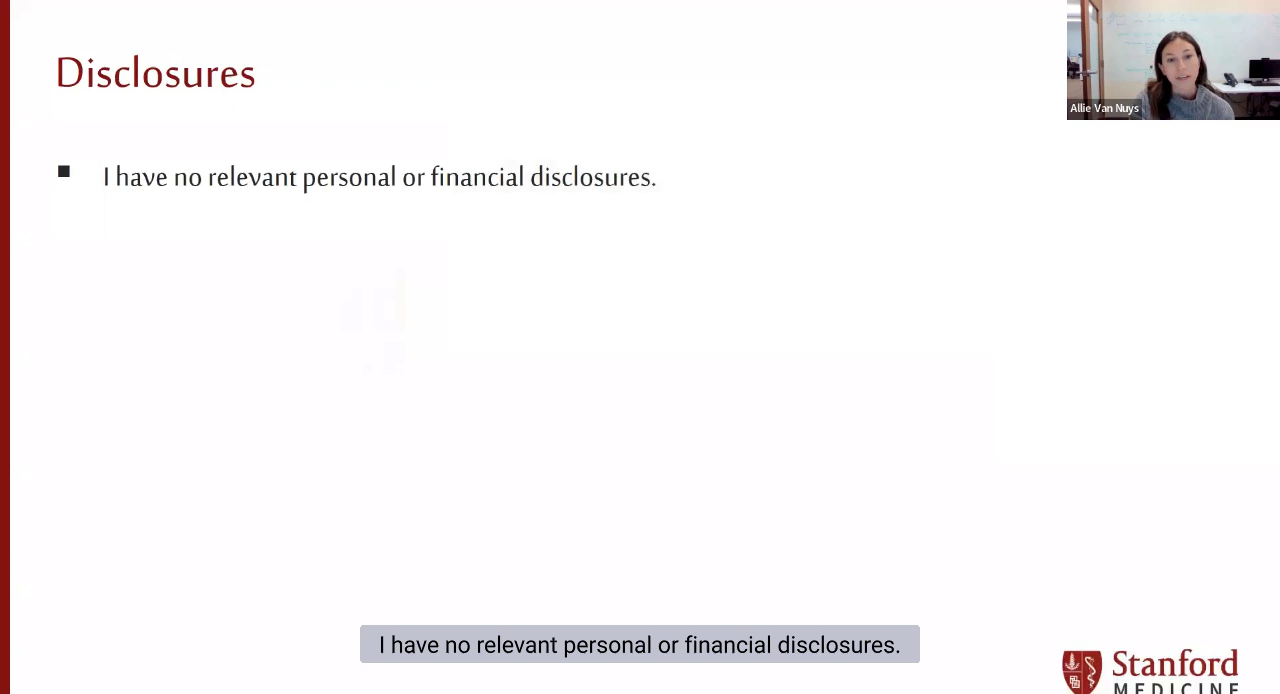 Disclosures
Allie Van Nuys
■ I have no relevant personal or financial disclosures.
I have no relevant personal or financial disclosures.
Stanford
MEDICINE